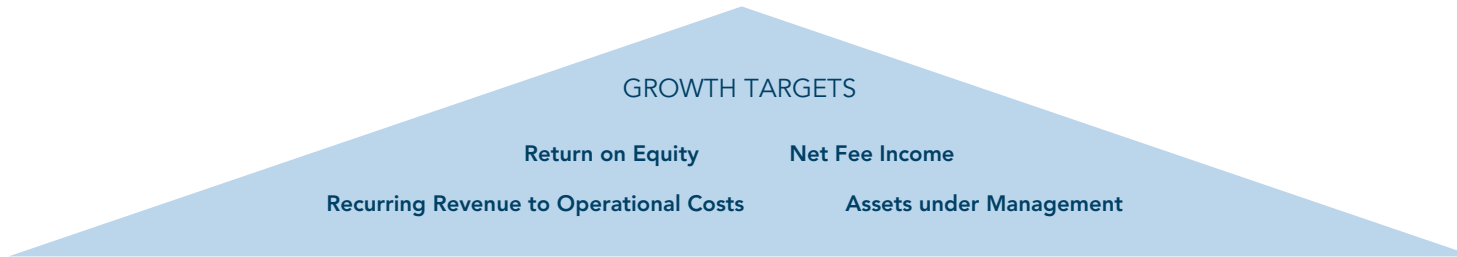 GROWTH TARGETS
Return on Equity Net Fee Income
Recurring Revenue to Operational Costs Assets under Management